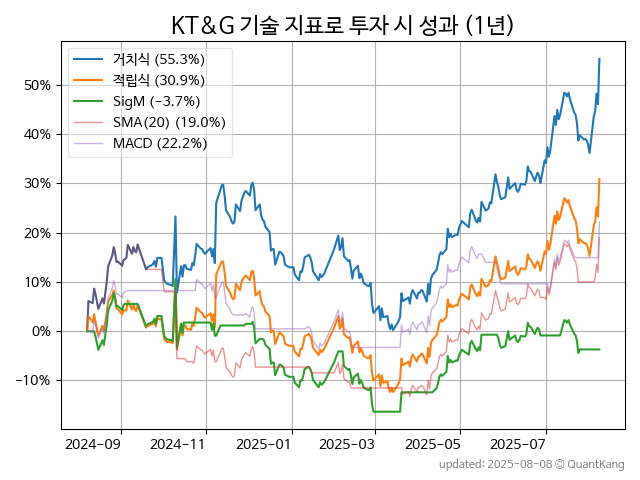 KT&G 기술 지표로 투자 시 성과 (1년)
거치식 (55.3%)
적립식 (30.9%)
SigM (−3.7%)
SMA(20) (19.0%)
MACD (22.2%)
50%
40%
30%
20%
10%
0%
−10%
2024-09 2024-11 2025-01 2025-03 2025-05 2025-07
updated: 2025-08-08 © QuantKang